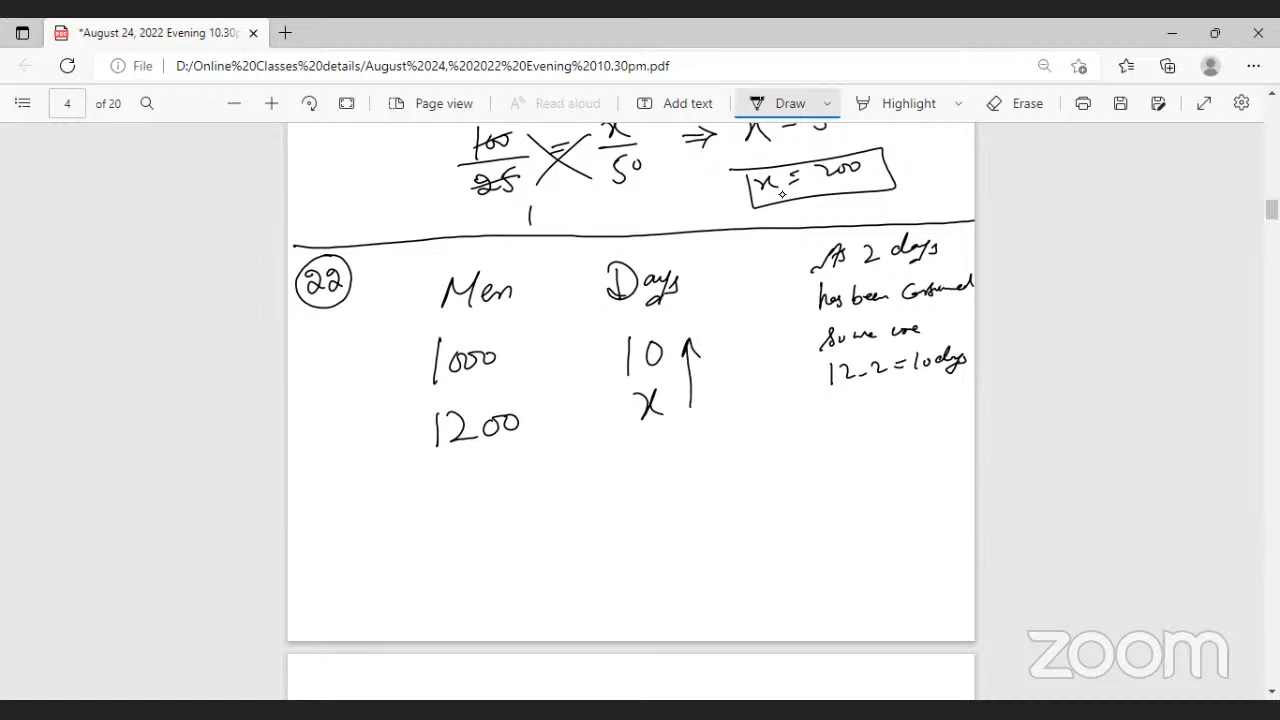 *August 24, 2022 Evening 10.30p
File D:/Online%20Classes%20details/August%2024,%202022%20Evening%2010.30pm.pdf
4 of 20 Page view Read aloud Add text Draw Highlight Erase
100/25 = x/50 ⇒ x =
x = 200
1
22 Men Days
1000 10
1200 x
As 2 days
has been consumed
so we are
12-2=10 days
zoom